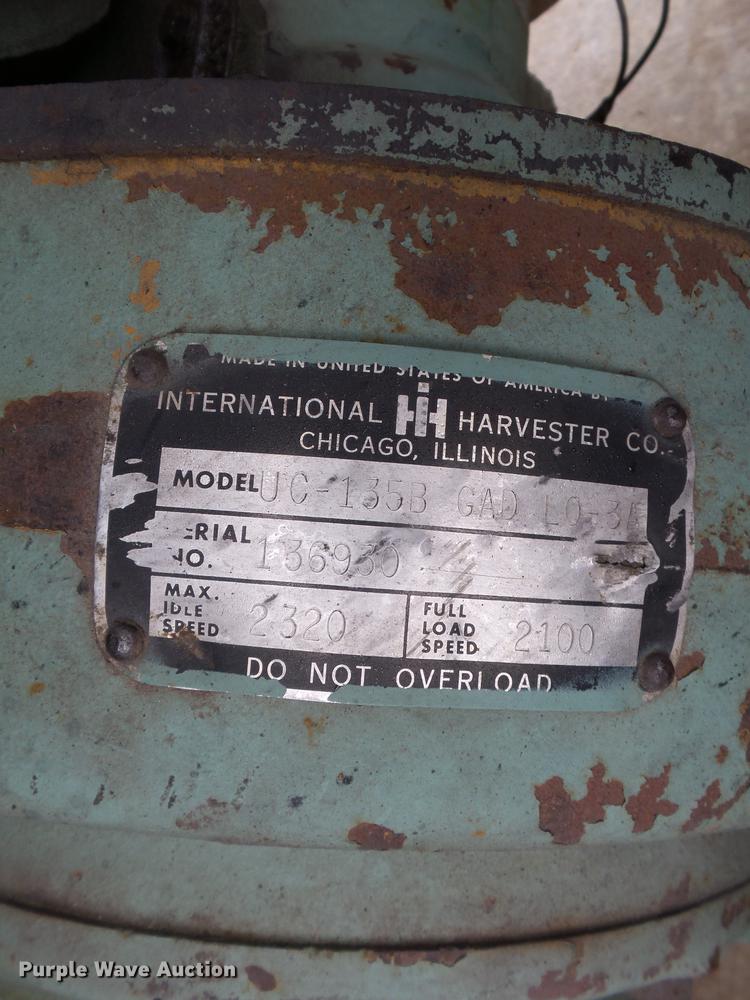 MADE IN UNITED STATES OF AMERICA BY
INTERNATIONAL IH HARVESTER CO.
CHICAGO, ILLINOIS
MODEL UC-135B GAD LO-3A
SERIAL NO. 136930
MAX. IDLE SPEED 2320
FULL LOAD SPEED 2100
DO NOT OVERLOAD
Purple Wave Auction